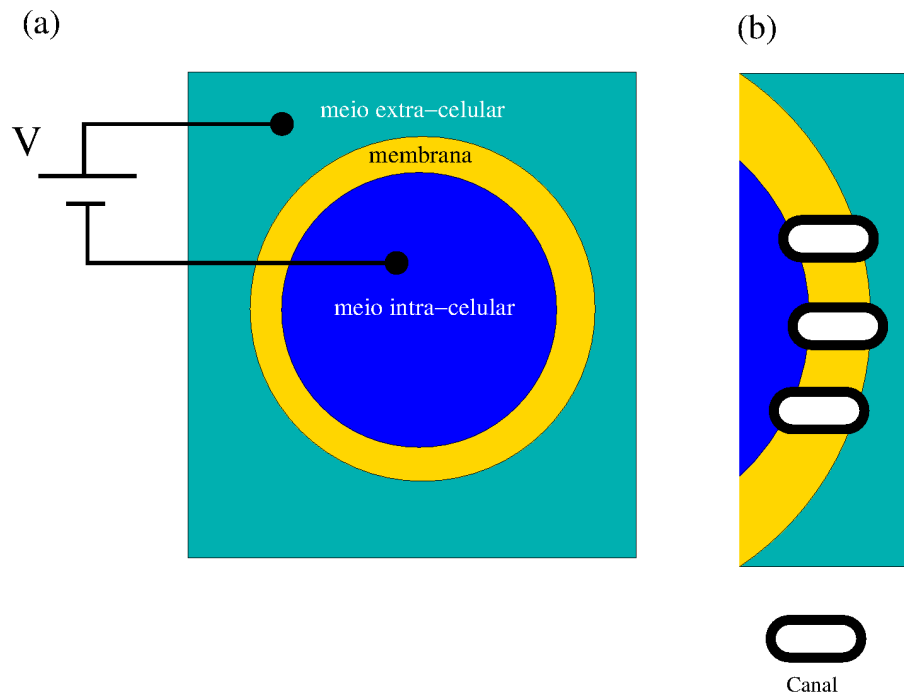 (a)
(b)
V
meio extra−celular
membrana
meio intra−celular
Canal